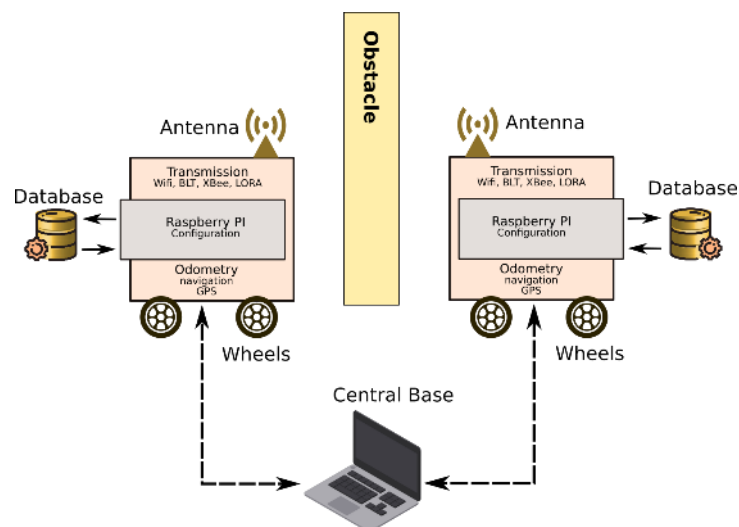 Obstacle
Antenna
Transmission
Wifi, BLT, XBee, LORA
Database
Raspberry PI
Configuration
Odometry
navigation
GPS
Wheels
Antenna
Transmission
Wifi, BLT, XBee, LORA
Database
Raspberry PI
Configuration
Odometry
navigation
GPS
Wheels
Central Base